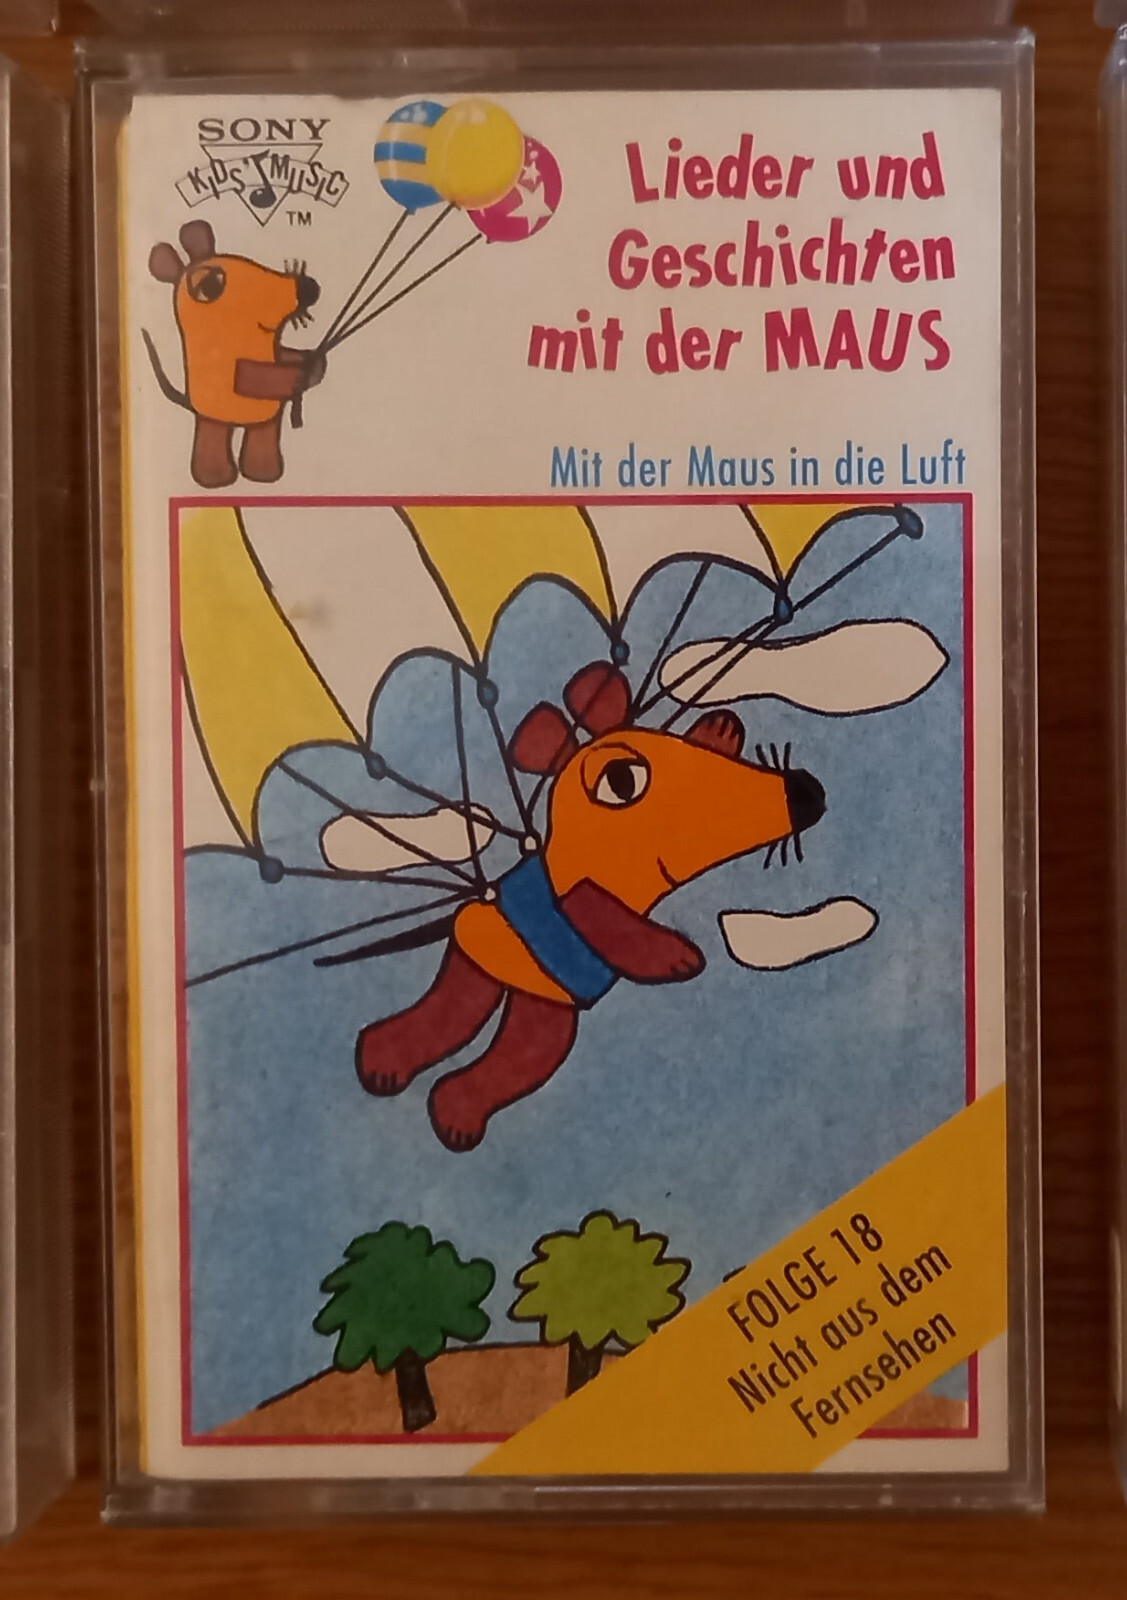 SONY
KIDS' MUSIC
TM
Lieder und
Geschichten
mit der MAUS
Mit der Maus in die Luft
FOLGE 18
Nicht aus dem
Fernsehen